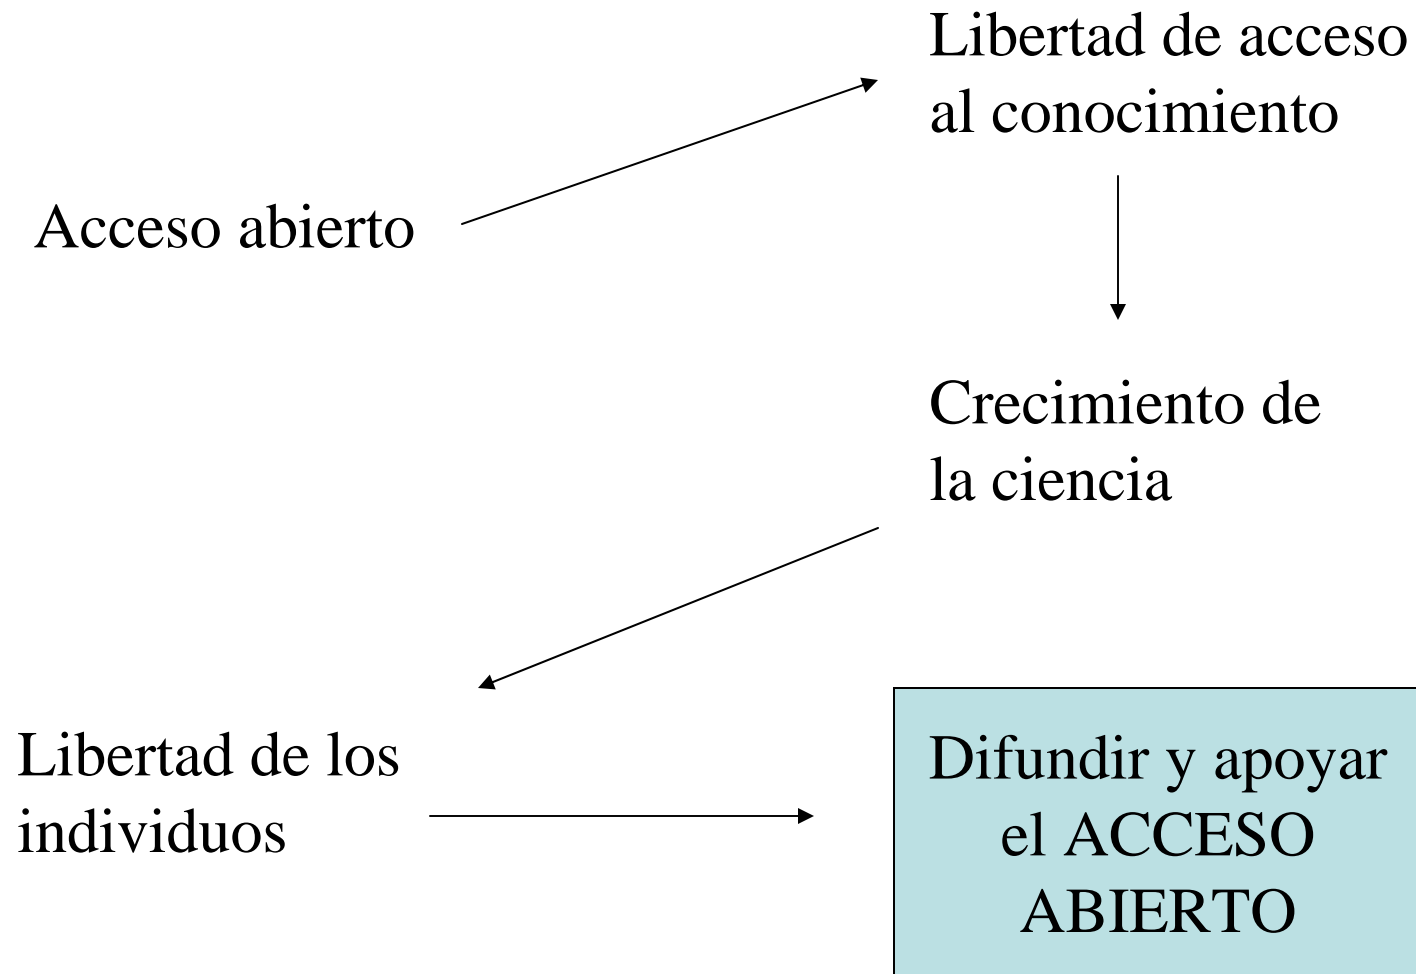 Libertad de acceso
al conocimiento
Acceso abierto
Crecimiento de
la ciencia
Libertad de los
individuos
Difundir y apoyar
el ACCESO
ABIERTO